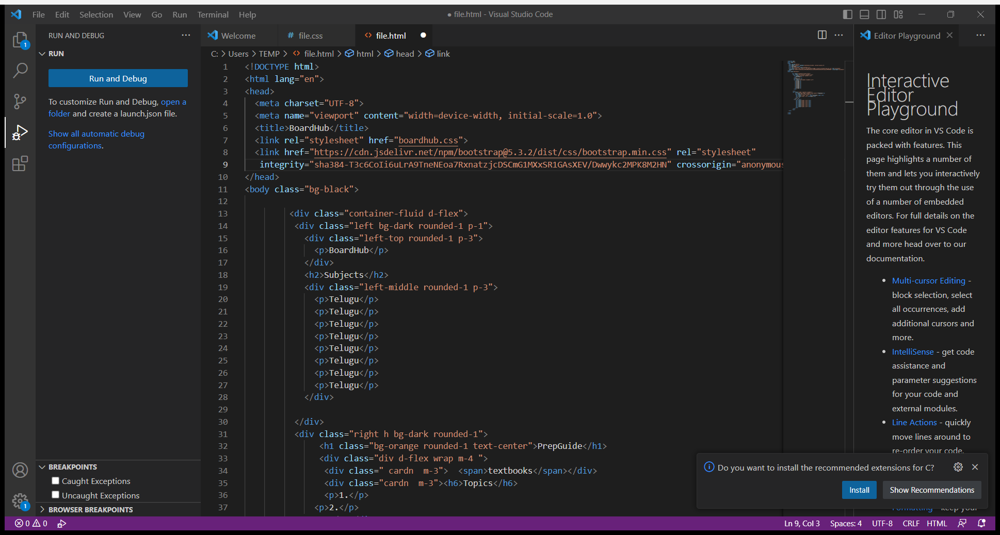 File Edit Selection View Go Run Terminal Help
● file.html - Visual Studio Code
1
RUN AND DEBUG
RUN
Run and Debug
To customize Run and Debug, open a
folder and create a launch.json file.
Show all automatic debug
configurations.
BREAKPOINTS
Caught Exceptions
Uncaught Exceptions
BROWSER BREAKPOINTS
1
Welcome
# file.css
<> file.html ●
C: > Users > TEMP > <> file.html > html > head > link
1 <!DOCTYPE html>
2 <html lang="en">
3 <head>
4 <meta charset="UTF-8">
5 <meta name="viewport" content="width=device-width, initial-scale=1.0">
6 <title>BoardHub</title>
7 <link rel="stylesheet" href="boardhub.css">
8 <link href="https://cdn.jsdelivr.net/npm/bootstrap@5.3.2/dist/css/bootstrap.min.css" rel="stylesheet"
9 integrity="sha384-T3c6CoIi6uLrA9TneNEoa7RxnatzjcDSCmG1MXxSR1GAsXEV/Dwwykc2MPK8M2HN" crossorigin="anonymous
10 </head>
11 <body class="bg-black">
12
13 <div class="container-fluid d-flex">
14 <div class="left bg-dark rounded-1 p-1">
15 <div class="left-top rounded-1 p-3">
16 <p>BoardHub</p>
17 </div>
18 <h2>Subjects</h2>
19 <div class="left-middle rounded-1 p-3">
20 <p>Telugu</p>
21 <p>Telugu</p>
22 <p>Telugu</p>
23 <p>Telugu</p>
24 <p>Telugu</p>
25 <p>Telugu</p>
26 <p>Telugu</p>
27 <p>Telugu</p>
28 </div>
29
30 </div>
31 <div class="right h bg-dark rounded-1">
32 <h1 class="bg-orange rounded-1 text-center">PrepGuide</h1>
33 <div class="div d-flex wrap m-4 ">
34 <div class=" cardn  m-3">  <span>textbooks</span></div>
35 <div class="cardn  m-3"><h6>Topics</h6>
36 <p>1.</p>
37 <p>2.</p>
Editor Playground
Interactive
Editor
Playground
The core editor in VS Code is
packed with features. This
page highlights a number of
them and lets you interactively
try them out through the use
of a number of embedded
editors. For full details on the
editor features for VS Code
and more head over to our
documentation.
• Multi-cursor Editing -
block selection, select
all occurrences, add
additional cursors and
more.
• IntelliSense - get code
assistance and
parameter suggestions
for your code and
external modules.
• Line Actions - quickly
move lines around to
re-order your code.
Formatting - keep your
Do you want to install the recommended extensions for C?
Install
Show Recommendations
0 0
Ln 9, Col 3 Spaces: 4 UTF-8 CRLF HTML